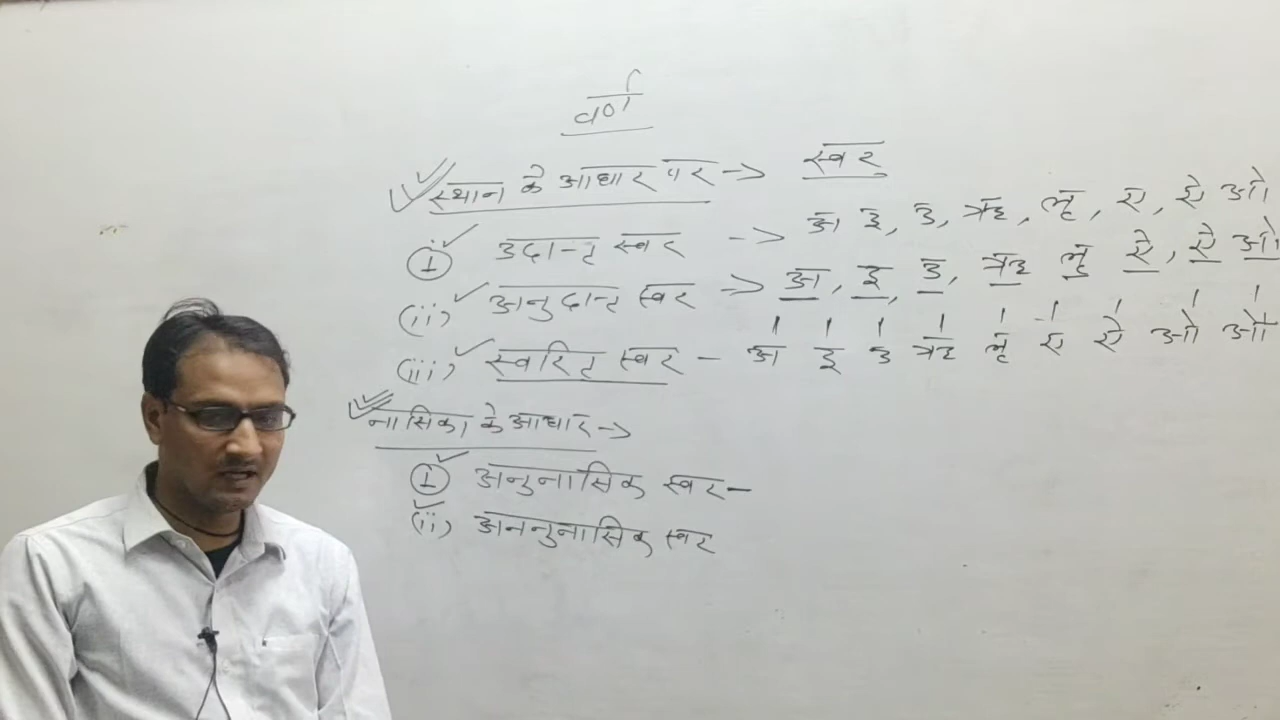 वर्ण
स्थान के आधार पर -> स्वर
(i) उदात्त स्वर -> अ इ, उ, ऋ, लृ, ए, ऐ ओ
(ii) अनुदात्त स्वर -> अ, इ, उ, ऋ लृ ऐ, ऐ ओ
(iii) स्वरित स्वर - अ॑ इ॑ उ॑ ऋ॑ लृ॑ ए॑ ऐ॑ ओ॑ औ॑
नासिका के आधार ->
(i) अनुनासिक स्वर -
(ii) अननुनासिक स्वर